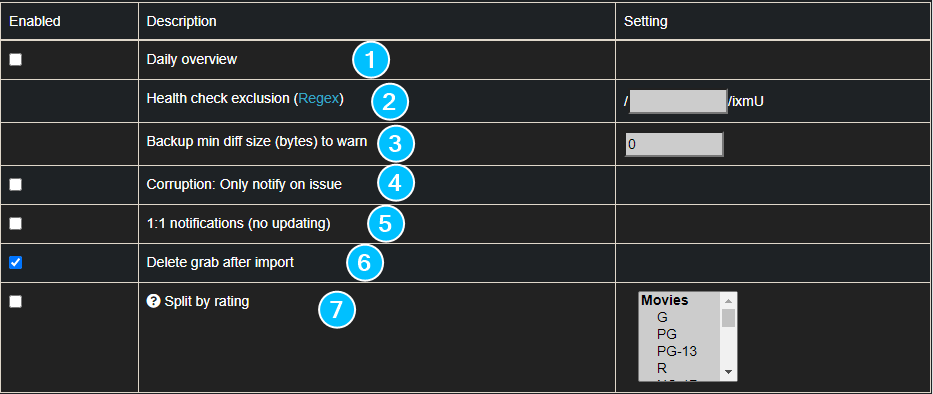 Enabled Description Setting
Daily overview 1
Health check exclusion (Regex) 2 / /ixmU
Backup min diff size (bytes) to warn 3 0
Corruption: Only notify on issue 4
1:1 notifications (no updating) 5
Delete grab after import 6
? Split by rating 7
Movies
G
PG
PG-13
R